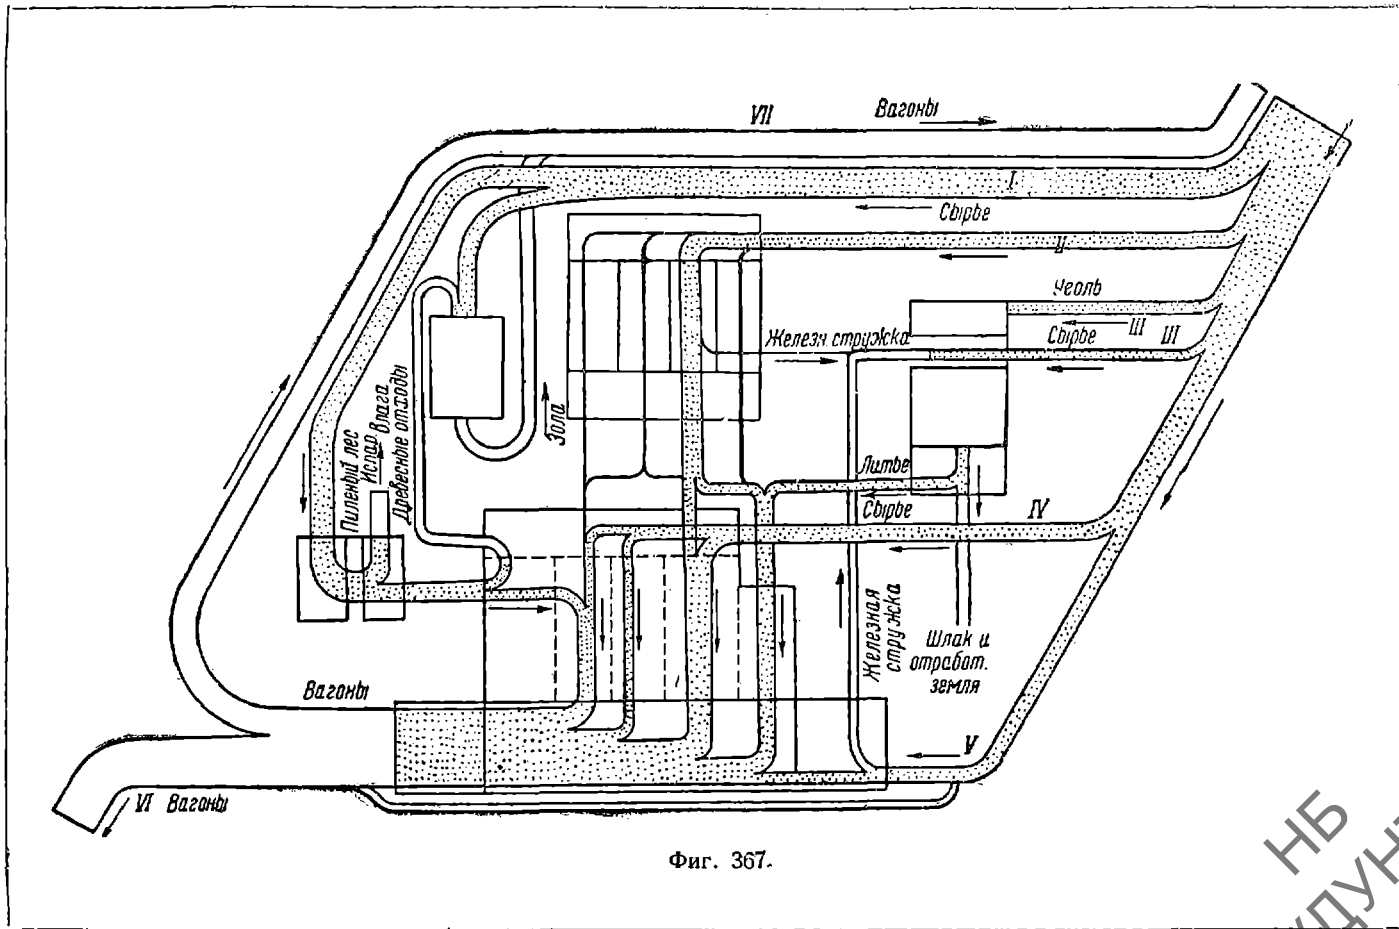 VII
Вагоны
I
Сырье
II
Уголь
III
Сырье
III
Железн стружка
Зола
Пиленый лес
Испар.
Влага
Древесные отходы
Литье
Сырье
IV
Железная
стружка
Шлак и
отработ.
земля
Вагоны
V
VI Вагоны
Фиг. 367.
НБ